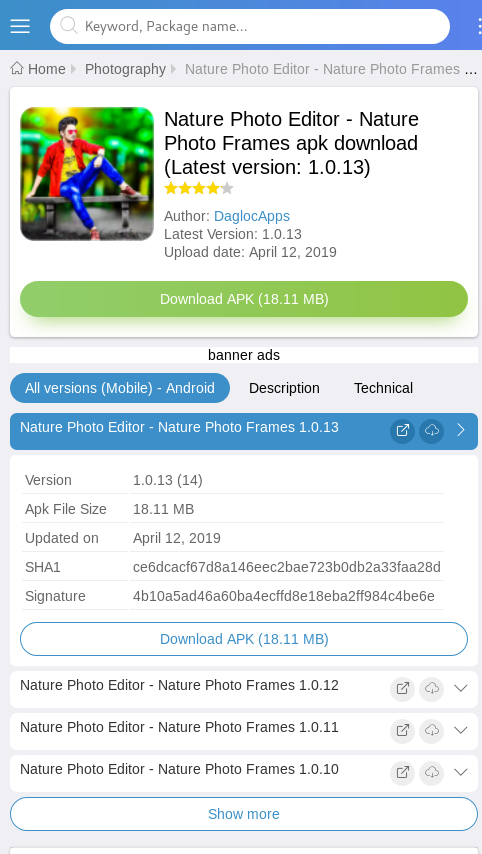 Keyword, Package name...
Home Photography Nature Photo Editor - Nature Photo Frames ...
Nature Photo Editor - Nature
Photo Frames apk download
(Latest version: 1.0.13)
Author: DaglocApps
Latest Version: 1.0.13
Upload date: April 12, 2019
Download APK (18.11 MB)
banner ads
All versions (Mobile) - Android Description Technical
Nature Photo Editor - Nature Photo Frames 1.0.13
Version 1.0.13 (14)
Apk File Size 18.11 MB
Updated on April 12, 2019
SHA1 ce6dcacf67d8a146eec2bae723b0db2a33faa28d
Signature 4b10a5ad46a60ba4ecffd8e18eba2ff984c4be6e
Download APK (18.11 MB)
Nature Photo Editor - Nature Photo Frames 1.0.12
Nature Photo Editor - Nature Photo Frames 1.0.11
Nature Photo Editor - Nature Photo Frames 1.0.10
Show more